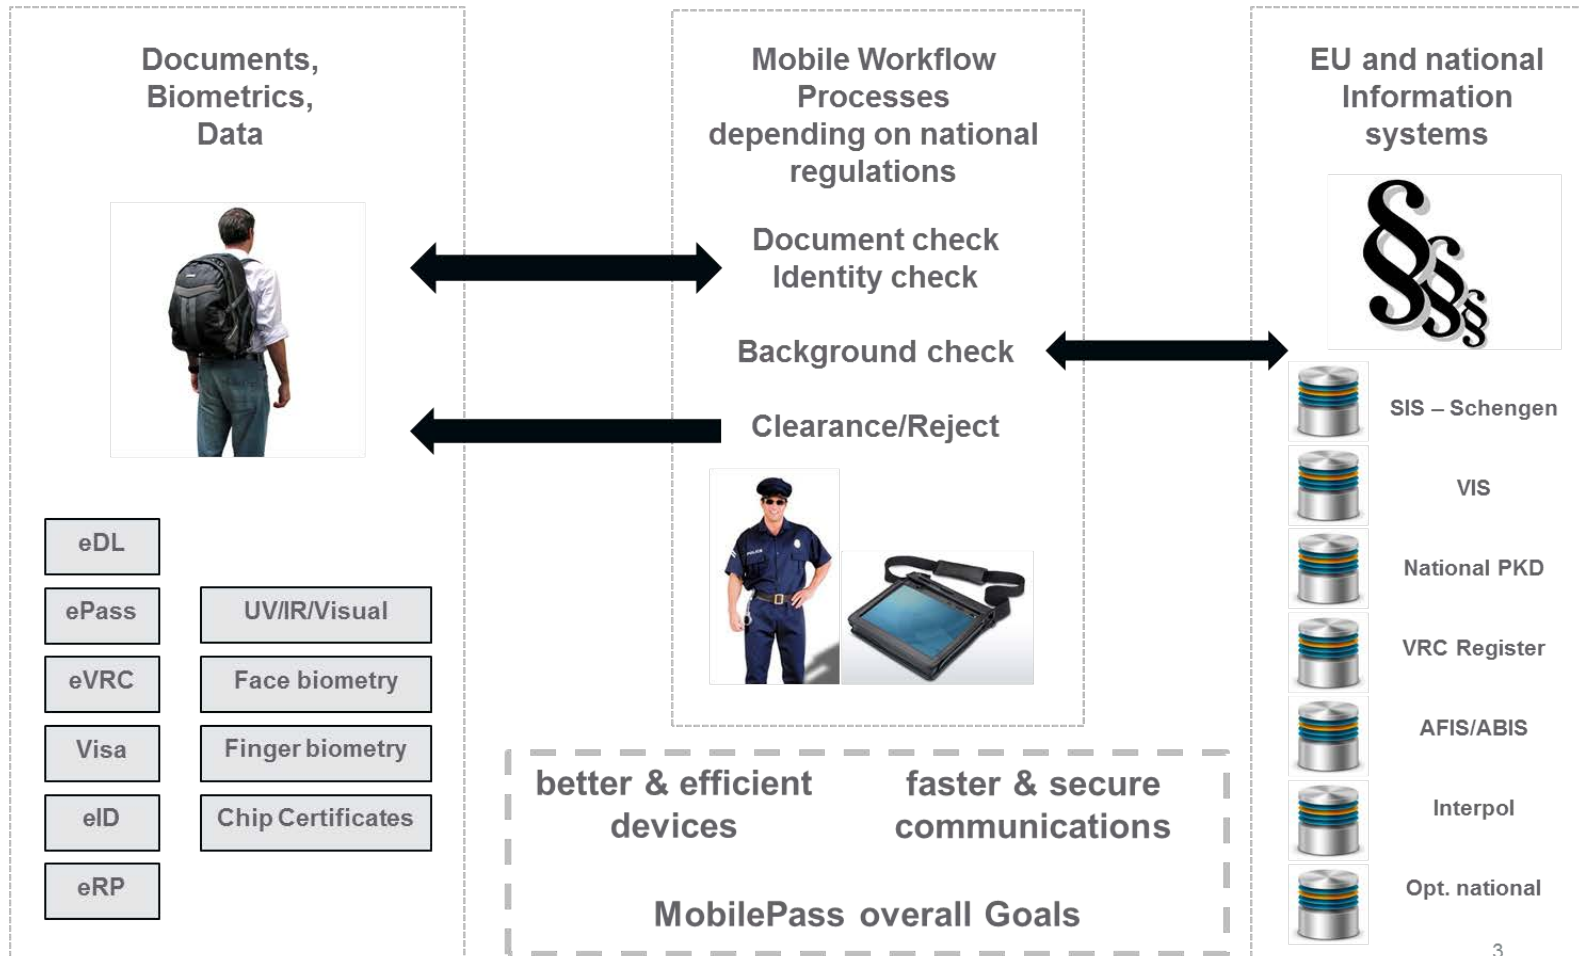 Documents,
Biometrics,
Data
eDL
ePass
eVRC
Visa
eID
eRP
UV/IR/Visual
Face biometry
Finger biometry
Chip Certificates
Mobile Workflow
Processes
depending on national
regulations
Document check
Identity check
Background check
Clearance/Reject
POLICE
better & efficient
devices
faster & secure
communications
MobilePass overall Goals
EU and national
Information
systems
§§§§
SIS – Schengen
VIS
National PKD
VRC Register
AFIS/ABIS
Interpol
Opt. national
3